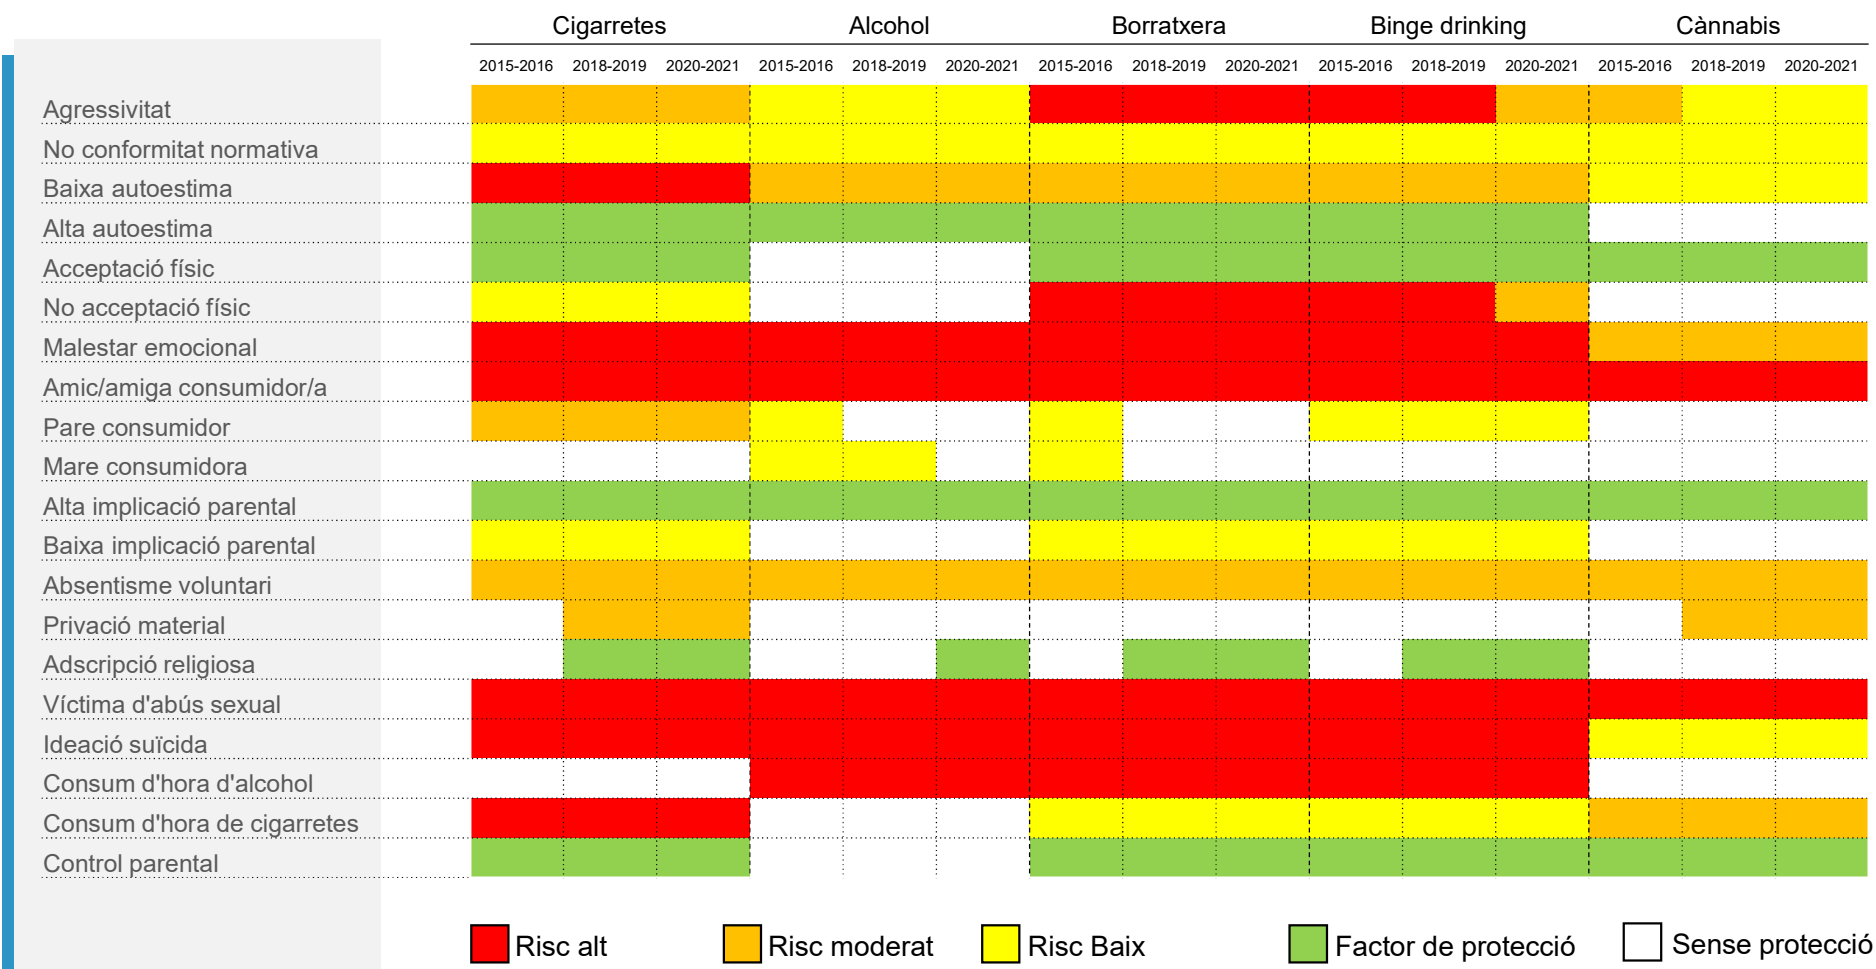 Cigarretes Alcohol Borratxera Binge drinking Cànnabis
2015-2016 2018-2019 2020-2021 2015-2016 2018-2019 2020-2021 2015-2016 2018-2019 2020-2021 2015-2016 2018-2019 2020-2021 2015-2016 2018-2019 2020-2021
Agressivitat
No conformitat normativa
Baixa autoestima
Alta autoestima
Acceptació físic
No acceptació físic
Malestar emocional
Amic/amiga consumidor/a
Pare consumidor
Mare consumidora
Alta implicació parental
Baixa implicació parental
Absentisme voluntari
Privació material
Adscripció religiosa
Víctima d'abús sexual
Ideació suïcida
Consum d'hora d'alcohol
Consum d'hora de cigarretes
Control parental
Risc alt Risc moderat Risc Baix Factor de protecció Sense protecció